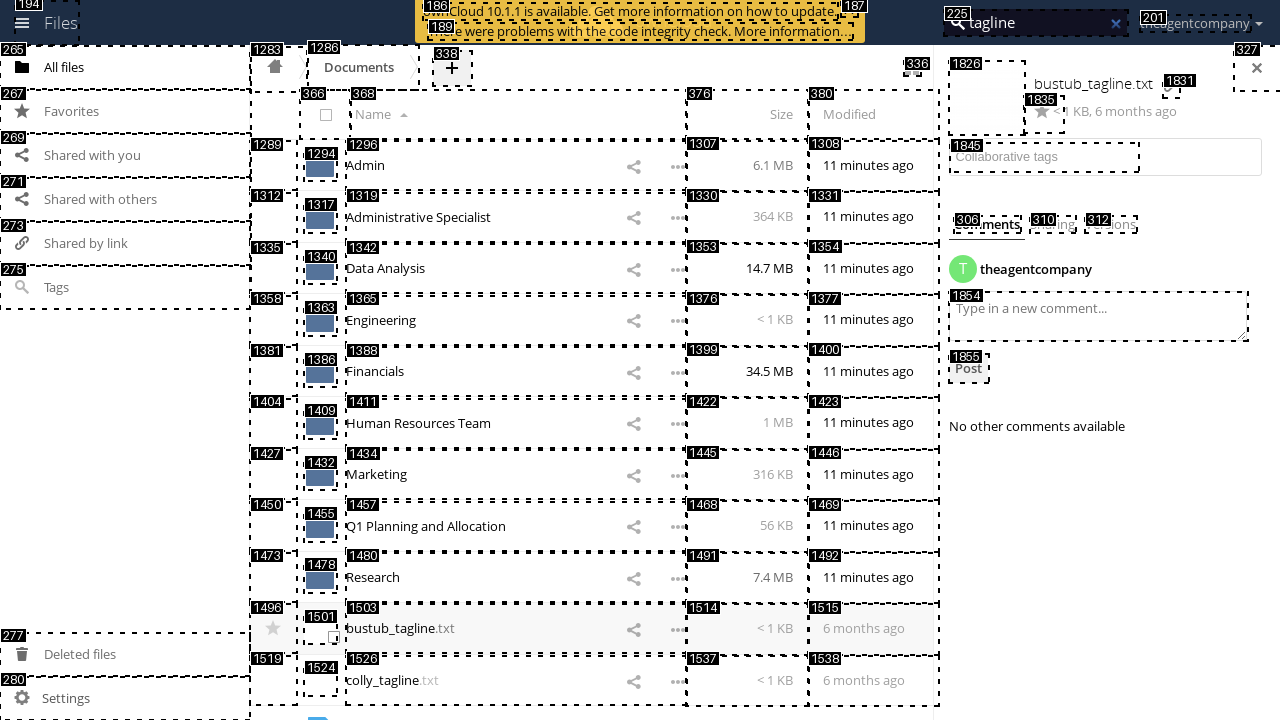 194
Files
186
187
Cloud 10.1.1 is available. Get more information on how to update.
189
were problems with the code integrity check. More information...
225
tagline
×
201
theagentcompany
265
All files
267
Favorites
269
Shared with you
271
Shared with others
273
Shared by link
275
Tags
277
Deleted files
280
Settings
1283
1286
Documents
338
+
336
366
368
Name
376
Size
380
Modified
1289
1294
1296
Admin
1307
6.1 MB
1308
11 minutes ago
1312
1317
1319
Administrative Specialist
1330
364 KB
1331
11 minutes ago
1335
1340
1342
Data Analysis
1353
14.7 MB
1354
11 minutes ago
1358
1363
1365
Engineering
1376
< 1 KB
1377
11 minutes ago
1381
1386
1388
Financials
1399
34.5 MB
1400
11 minutes ago
1404
1409
1411
Human Resources Team
1422
1 MB
1423
11 minutes ago
1427
1432
1434
Marketing
1445
316 KB
1446
11 minutes ago
1450
1455
1457
Q1 Planning and Allocation
1468
56 KB
1469
11 minutes ago
1473
1478
1480
Research
1491
7.4 MB
1492
11 minutes ago
1496
1501
1503
bustub_tagline.txt
1514
< 1 KB
1515
6 months ago
1519
1524
1526
colly_tagline.txt
1537
< 1 KB
1538
6 months ago
327
×
1826
bustub_tagline.txt
1831
1835
< 1 KB, 6 months ago
1845
Collaborative tags
306
Comments
310
312
T
theagentcompany
1854
Type in a new comment...
1855
Post
No other comments available